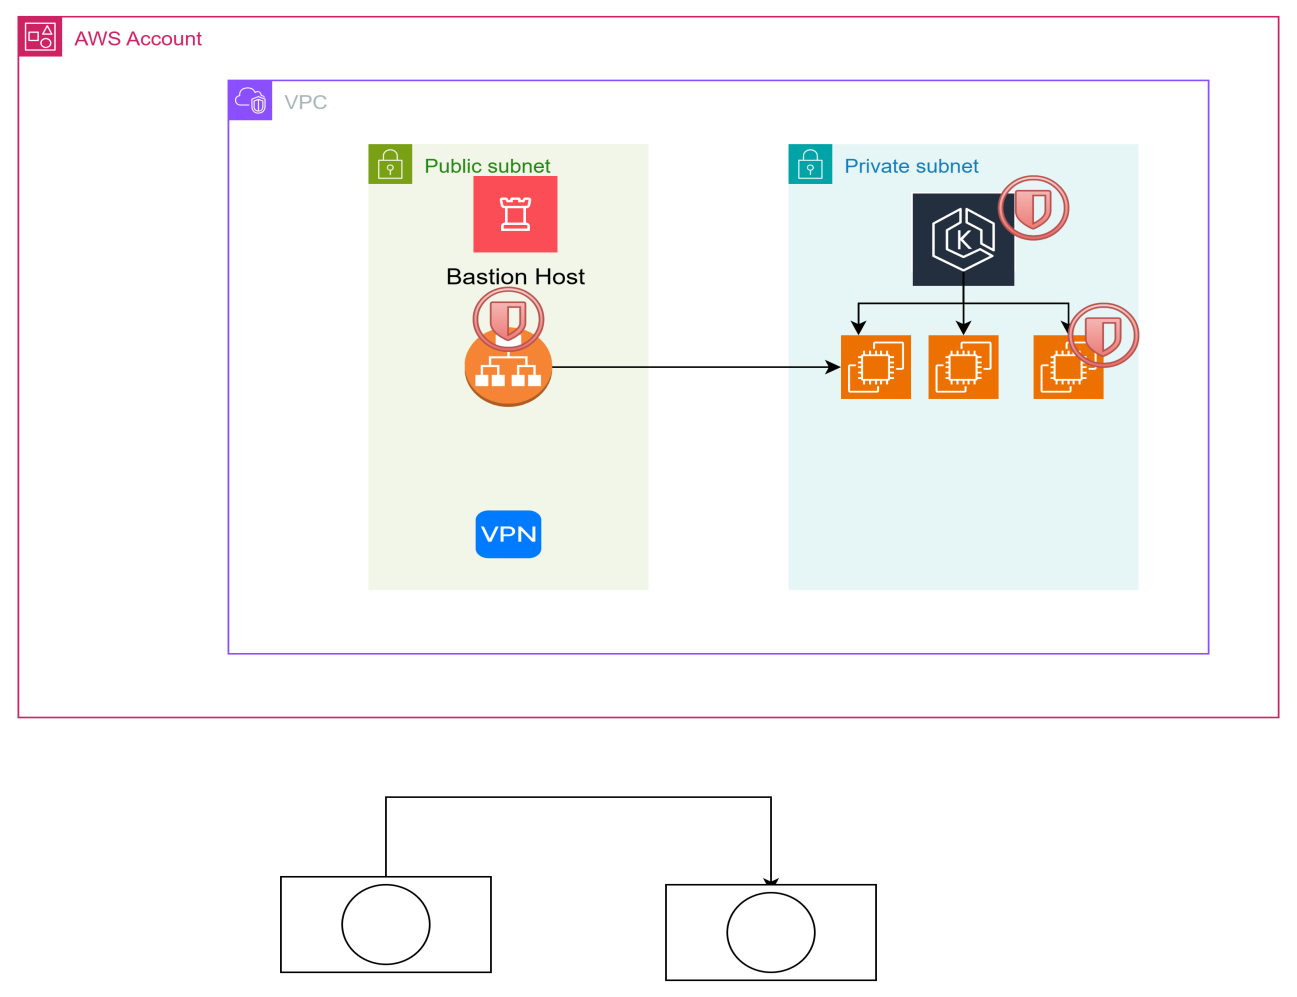 AWS Account
VPC
Public subnet
Private subnet
K
Bastion Host
VPN